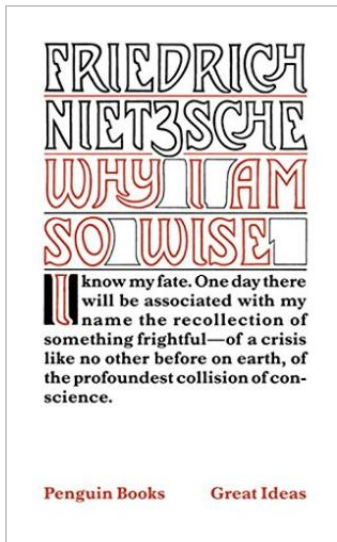 FRIEDRICH
NIETZSCHE
WHY I AM
SO WISE
I know my fate. One day there
will be associated with my
name the recollection of
something frightful—of a crisis
like no other before on earth, of
the profoundest collision of con-
science.
Penguin Books Great Ideas